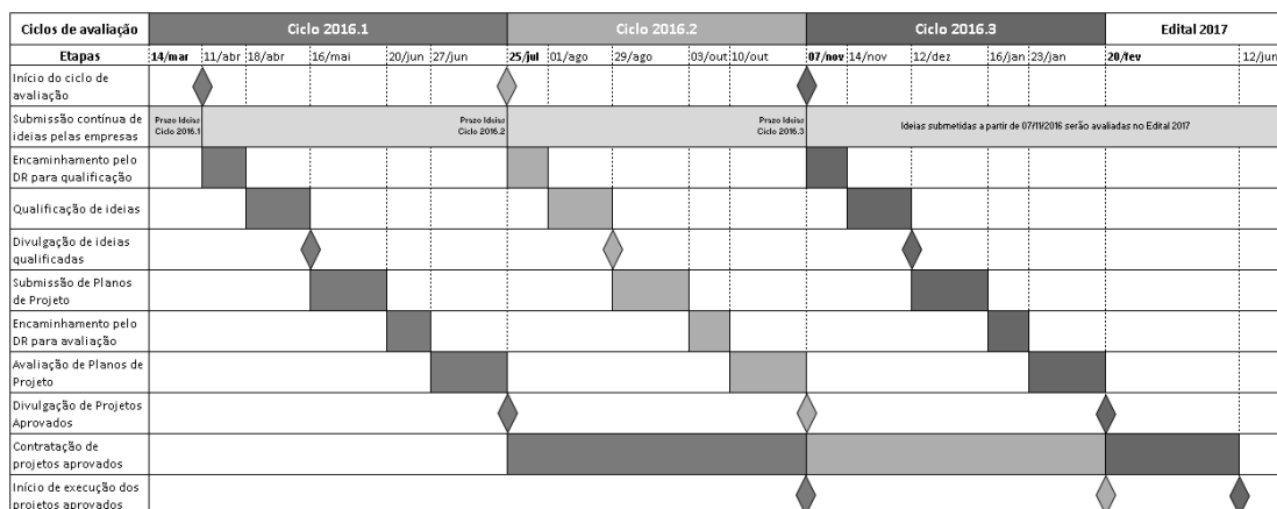 Ciclos de avaliação Ciclo 2016.1 Ciclo 2016.2 Ciclo 2016.3 Edital 2017
Etapas 14/mar 11/abr 18/abr 16/mai 20/jun 27/jun 25/jul 01/ago 29/ago 03/out 10/out 07/nov 14/nov 12/dez 16/jan 23/jan 20/fev 12/jun
Início do ciclo de
avaliação
Submissão contínua de
ideias pelas empresas
Prazo Ideias
Ciclo 2016.1
Prazo Ideias
Ciclo 2016.2
Prazo Ideias
Ciclo 2016.3
Ideias submetidas a partir de 07/11/2016 serão avaliadas no Edital 2017
Encaminhamento pelo
DR para qualificação
Qualificação de ideias
Divulgação de ideias
qualificadas
Submissão de Planos
de Projeto
Encaminhamento pelo
DR para avaliação
Avaliação de Planos de
Projeto
Divulgação de Projetos
Aprovados
Contratação de
projetos aprovados
Início de execução dos
projetos aprovados